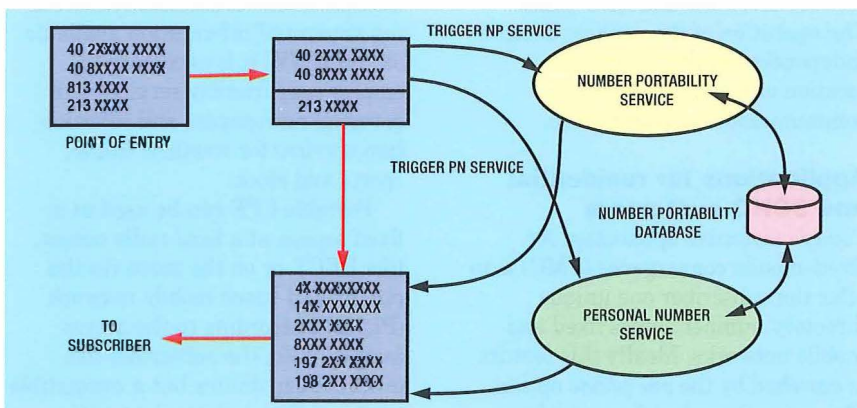 40 2XXXX XXXX
40 8XXXX XXXX
813 XXXX
213 XXXX
POINT OF ENTRY
40 2XXX XXXX
40 8XXX XXXX
213 XXXX
TRIGGER NP SERVICE
NUMBER PORTABILITY
SERVICE
TRIGGER PN SERVICE
NUMBER PORTABILITY
DATABASE
4X XXXXXXXX
14X XXXXXXX
2XXX XXXX
8XXX XXXX
197 2XX XXXX
198 2XX XXXX
TO
SUBSCRIBER
PERSONAL NUMBER
SERVICE